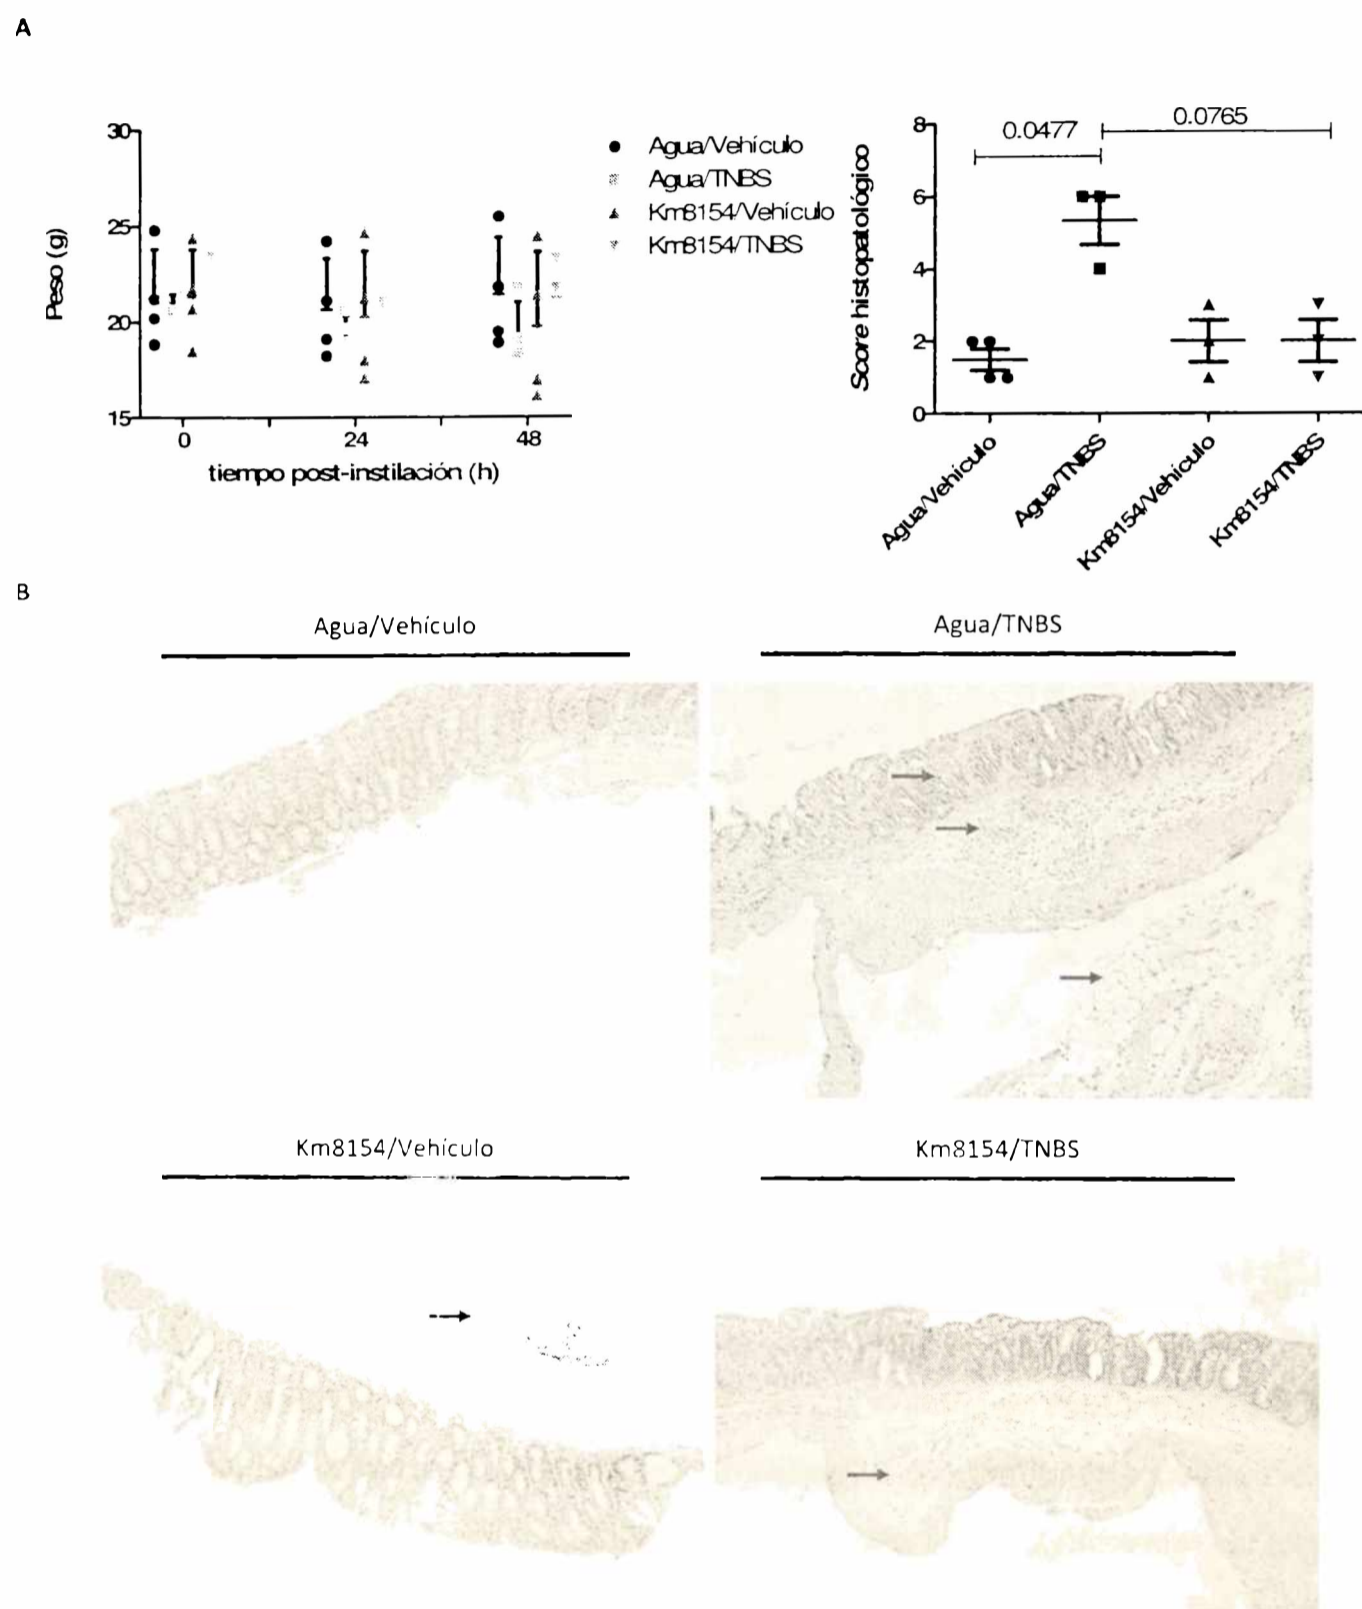 A
30
25
20
15
Peso (g)
0
24
48
tiempo post-instilación (h)
Agua/Vehículo
Agua/TNBS
Km8154/Vehículo
Km8154/TNBS
0.0477
0.0765
8
6
4
2
0
Score histopatológico
Agua/Vehículo
Agua/TNBS
Km8154/Vehículo
Km8154/TNBS
B
Agua/Vehículo
Agua/TNBS
Km8154/Vehículo
Km8154/TNBS